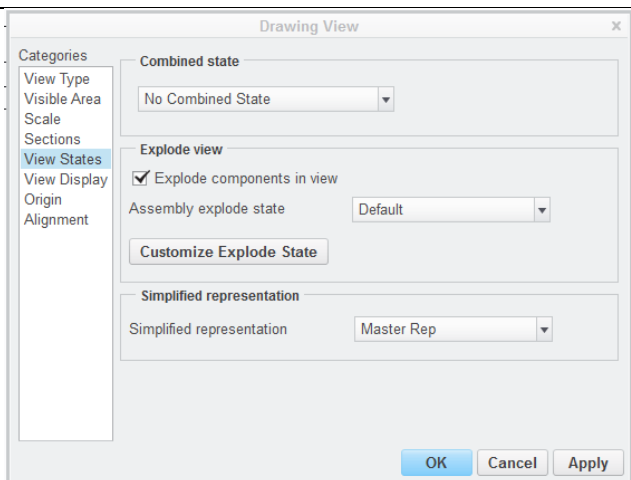 Drawing View
Categories
View Type
Visible Area
Scale
Sections
View States
View Display
Origin
Alignment
Combined state
No Combined State
Explode view
Explode components in view
Assembly explode state
Default
Customize Explode State
Simplified representation
Simplified representation
Master Rep
OK
Cancel
Apply